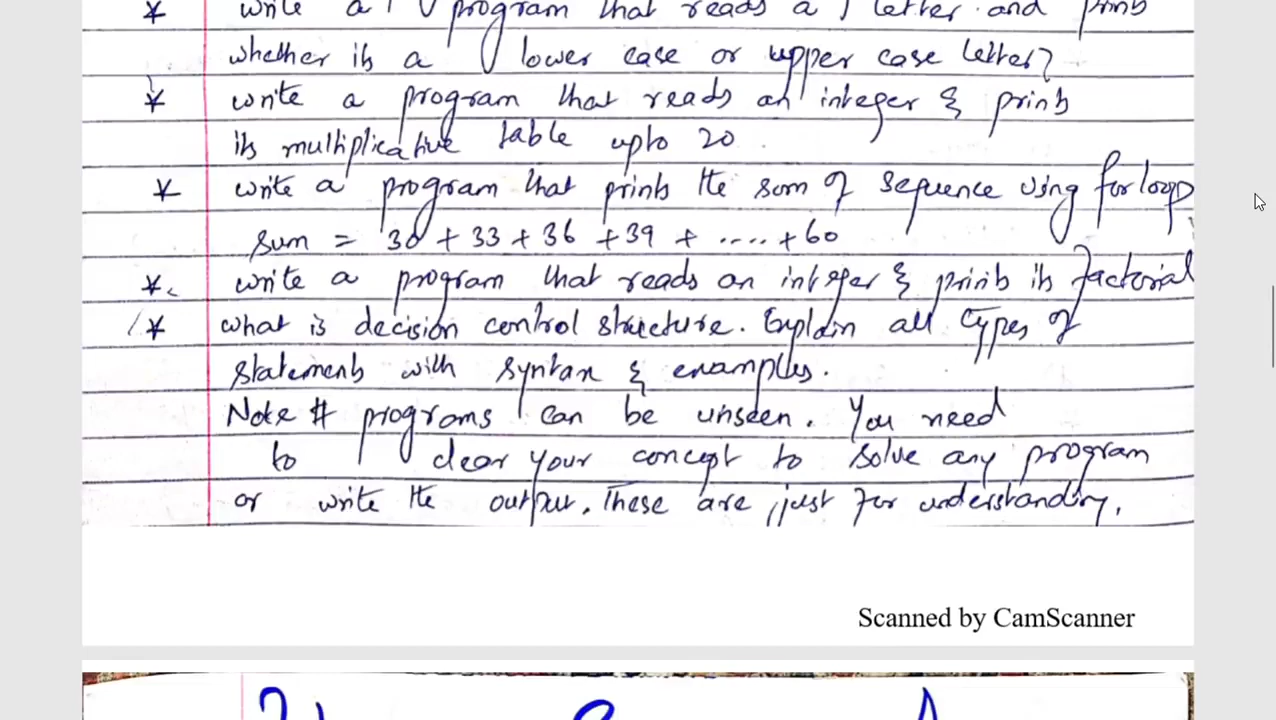 * write a program that reads a letter and prints
whether its a lower case or upper case letter?
* write a program that reads an integer & prints
its multiplicative table upto 20
* write a program that prints the sum of sequence using for loop
sum = 30 + 33 + 36 + 39 + ..... + 60
* write a program that reads an integer & prints its factorial
* what is decision control structure. Explain all types of
statements with syntax & examples.
Note # programs can be unseen. You need
to clear your concept to solve any program
or write the output. These are just for understanding.
Scanned by CamScanner